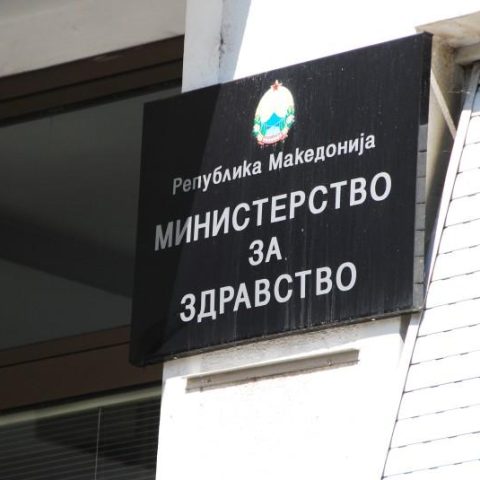 Република Македонија
МИНИСТЕРСТВО
ЗА
ЗДРАВСТВО